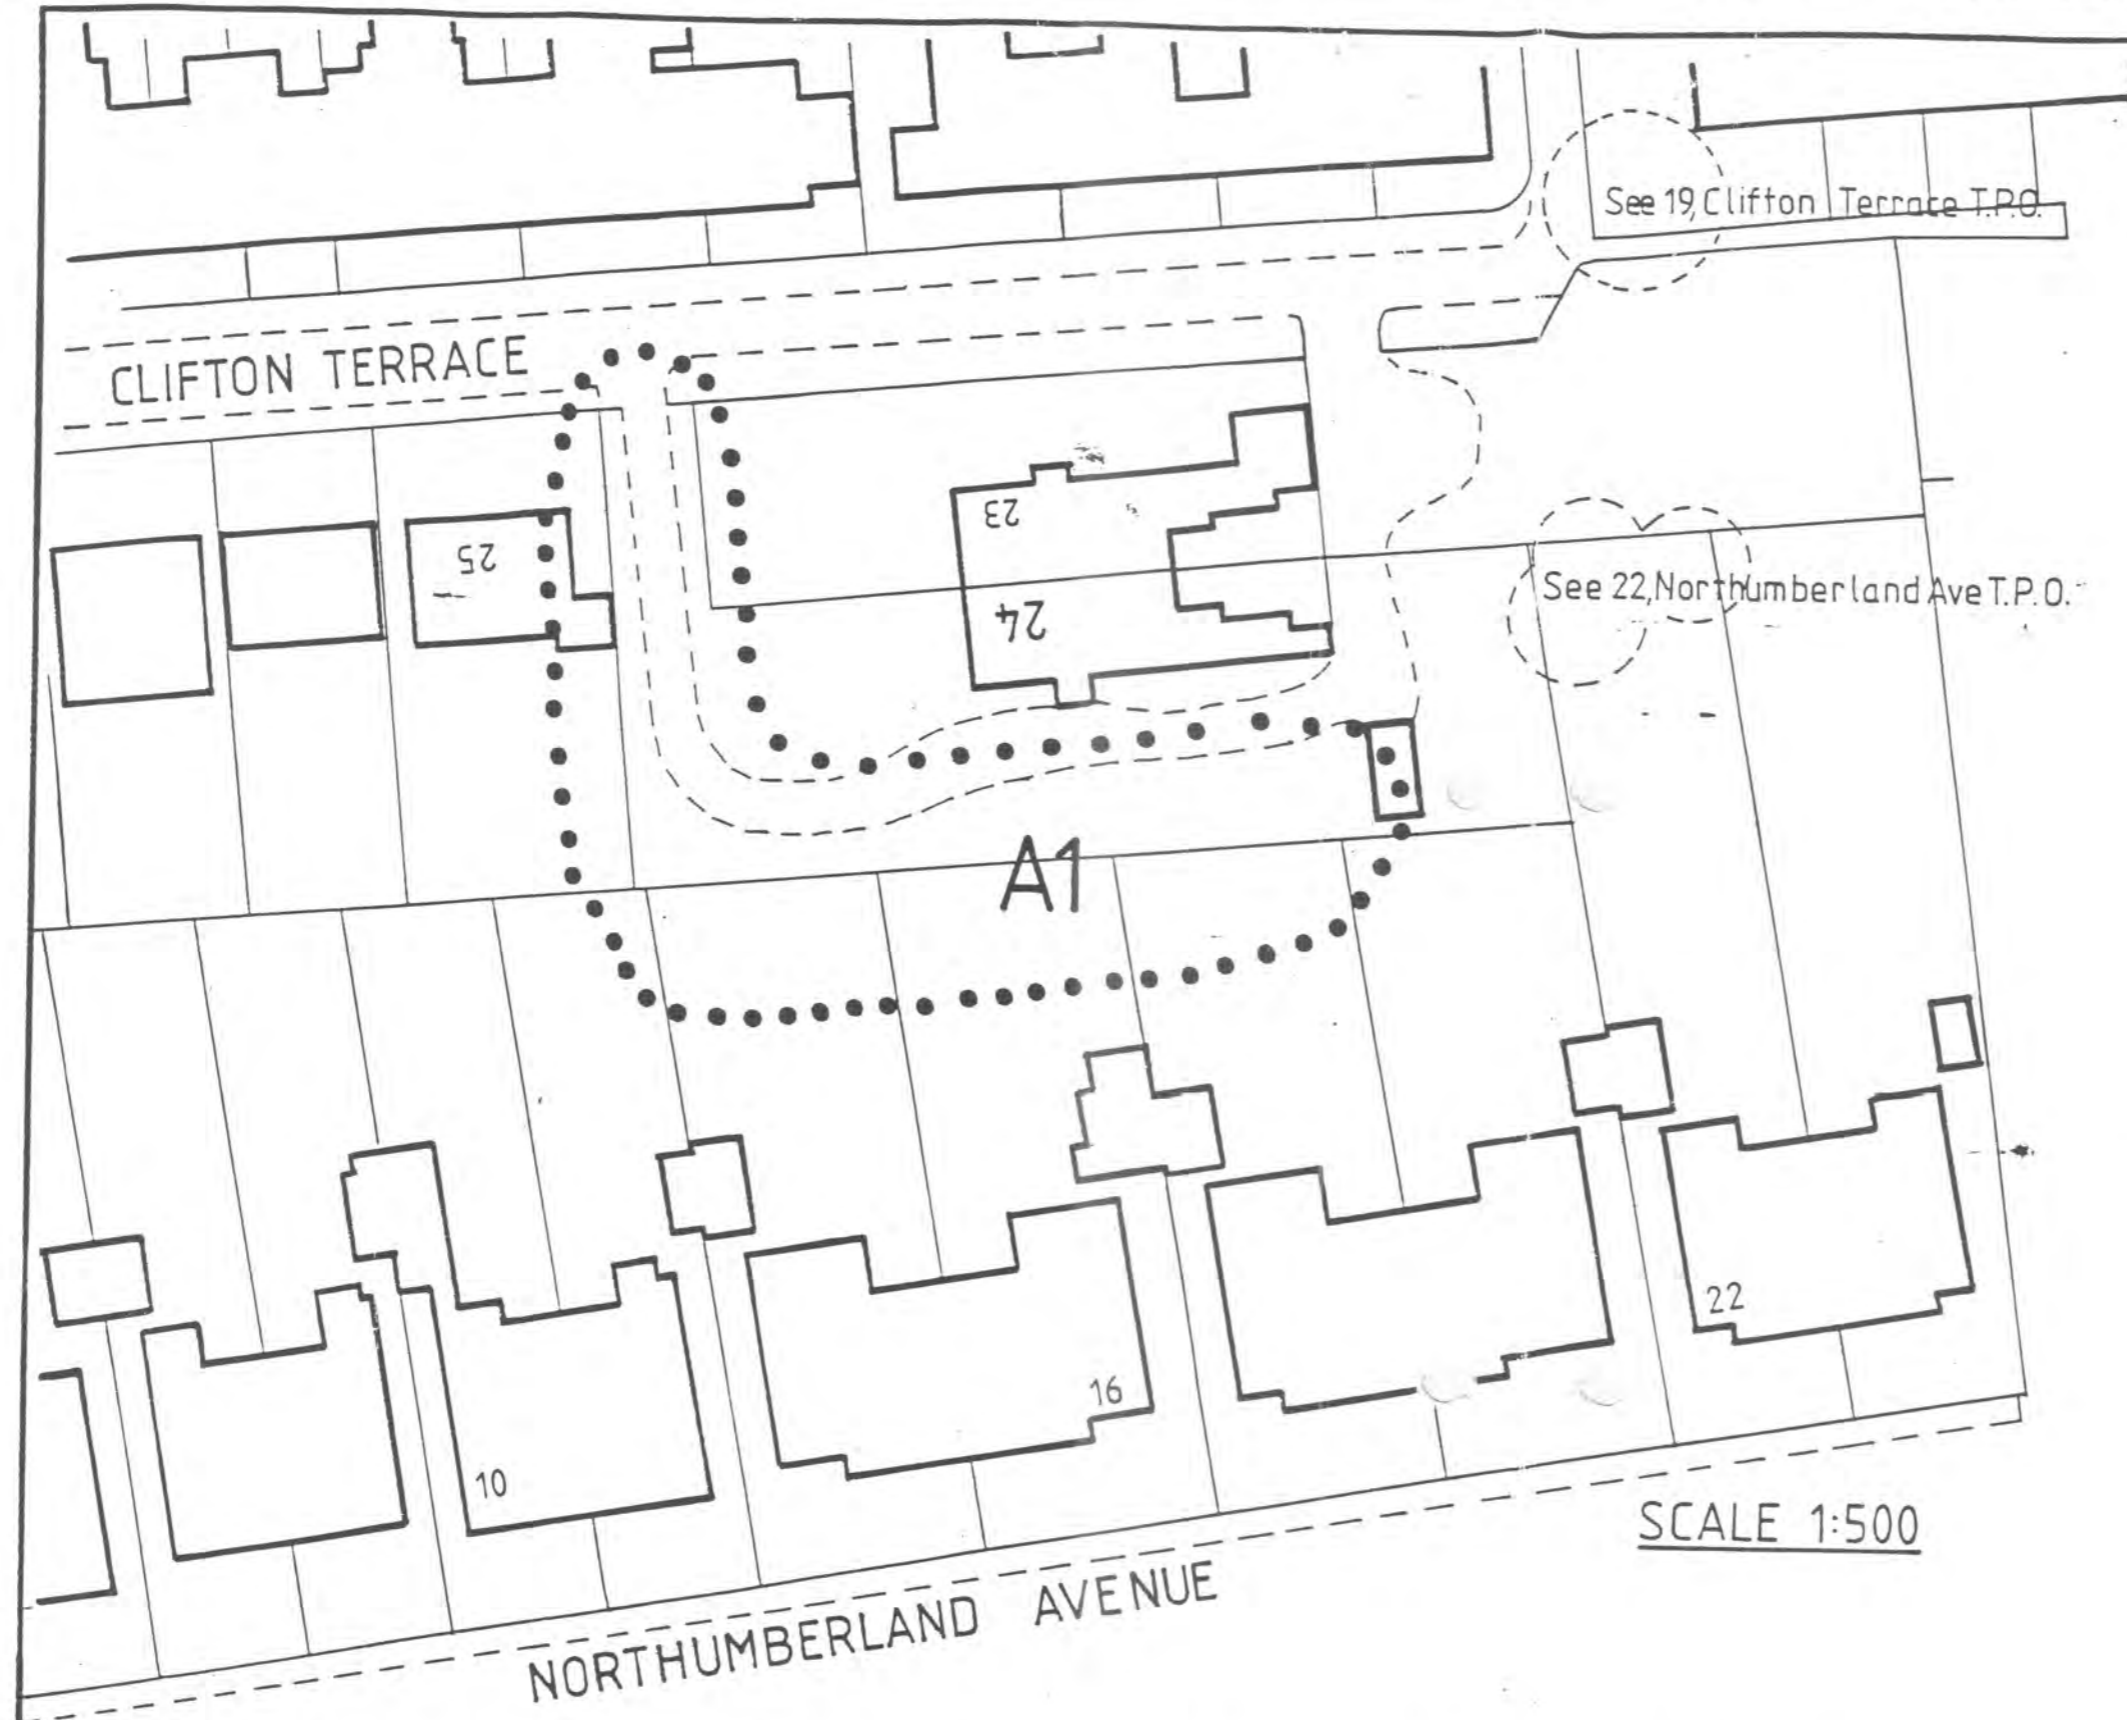 See 19, Clifton Terrace T.P.O.
CLIFTON TERRACE
23
25
See 22, Northumberland Ave T.P.O.
24
A1
22
16
10
SCALE 1:500
NORTHUMBERLAND AVENUE